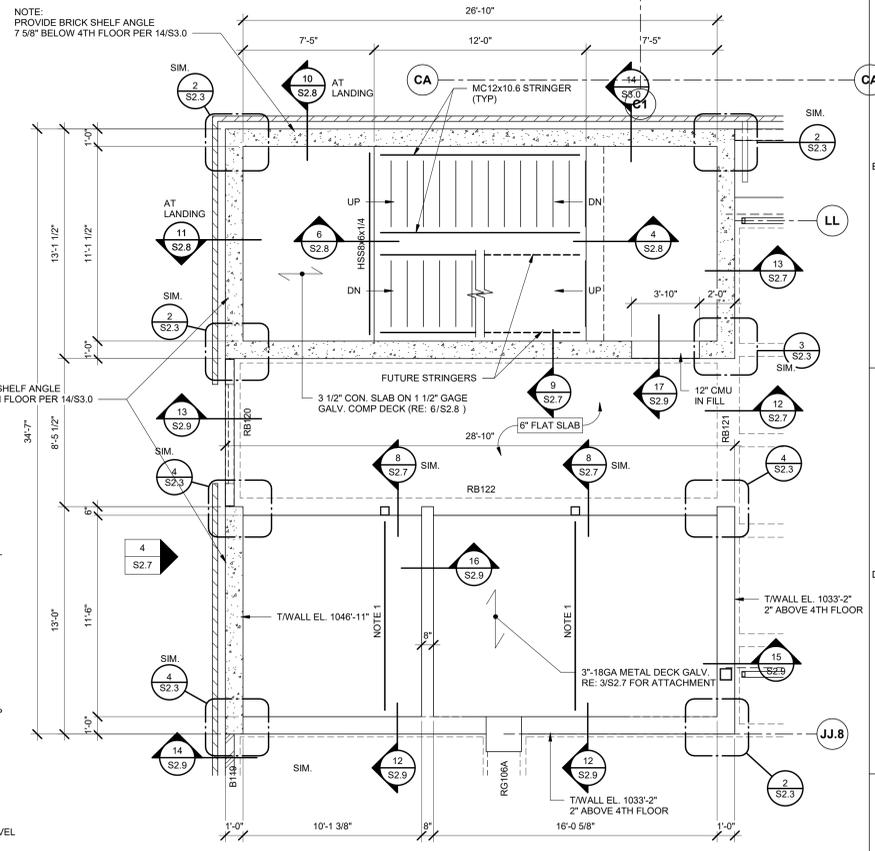 NOTE:
PROVIDE BRICK SHELF ANGLE
7 5/8" BELOW 4TH FLOOR PER 14/S3.0
26'-10"
7'-5"
12'-0"
7'-5"
SIM.
2
S2.3
10
S2.8
AT
LANDING
CA
MC12x10.6 STRINGER
(TYP)
14
S3.0
C1
CA
SIM.
2
S2.3
1'-0"
UP
DN
AT
LANDING
11
S2.8
6
S2.8
HSS8x6x1/4
4
S2.8
LL
13'-1 1/2"
11'-1 1/2"
13
S2.7
DN
UP
3'-10"
2'-0"
SIM.
2
S2.3
1'-0"
3
S2.3
SIM.
FUTURE STRINGERS
SHELF ANGLE
FLOOR PER 14/S3.0
3 1/2" CON. SLAB ON 1 1/2" GAGE
GALV. COMP DECK (RE: 6/S2.8 )
9
S2.7
17
S2.9
12" CMU
IN FILL
13
S2.9
RB120
6" FLAT SLAB
RB121
12
S2.7
34'-7"
8'-5 1/2"
28'-10"
SIM.
4
S2.3
8
S2.7
SIM.
8
S2.7
SIM.
4
S2.3
RB122
6"
4
S2.7
16
S2.9
13'-0"
11'-6"
T/WALL EL. 1046'-11"
NOTE 1
8"
NOTE 1
T/WALL EL. 1033'-2"
2" ABOVE 4TH FLOOR
SIM.
4
S2.3
3"-18GA METAL DECK GALV.
RE: 3/S2.7 FOR ATTACHMENT
15
S2.9
1'-0"
JJ.8
14
S2.9
B119
SIM.
12
S2.9
RG106A
12
S2.9
2
S2.3
T/WALL EL. 1033'-2"
2" ABOVE 4TH FLOOR
VEL
1'-0"
10'-1 3/8"
8"
16'-0 5/8"
1'-0"